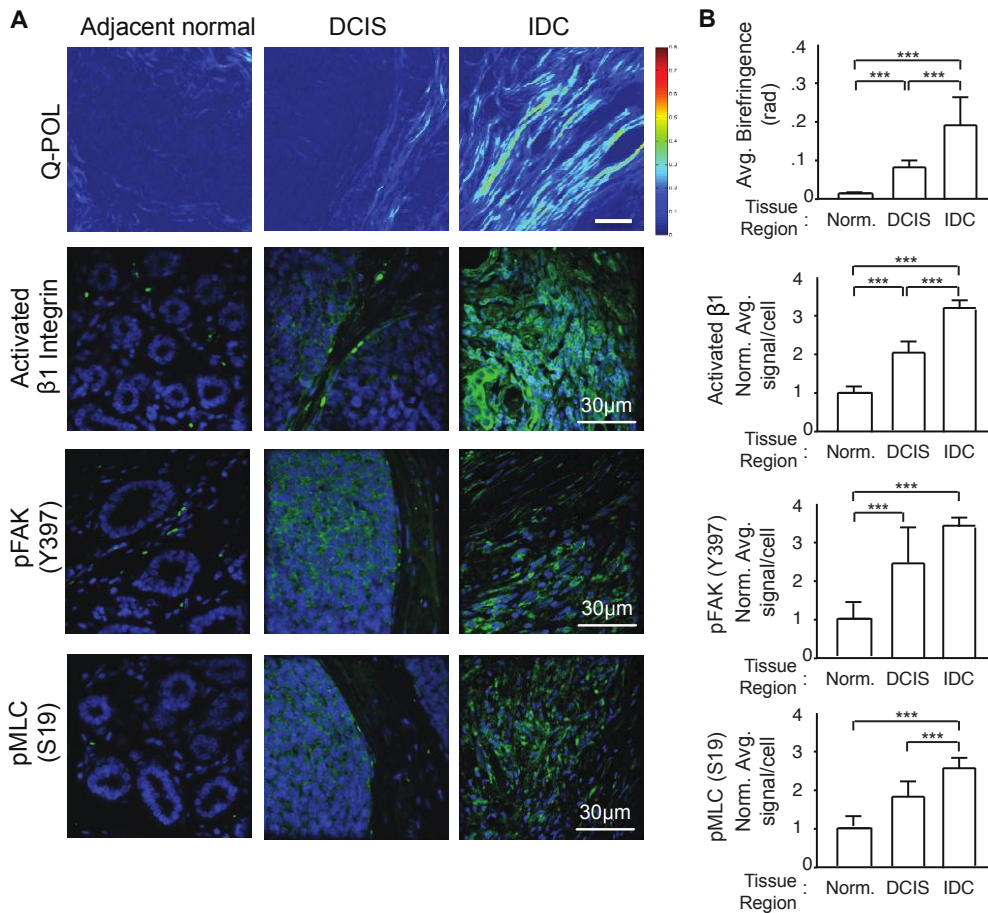 A
Adjacent normal
DCIS
IDC
Q-POL
Activated
β1 Integrin
30µm
pFAK
(Y397)
30µm
pMLC
(S19)
30µm
B
Avg. Birefringence
(rad)
.4
.3
.2
.1
0
***
***
***
Tissue
Region :
Norm. DCIS IDC
Activated β1
Norm. Avg.
signal/cell
4
3
2
1
0
***
***
***
Tissue
Region :
Norm. DCIS IDC
pFAK (Y397)
Norm. Avg.
signal/cell
4
3
2
1
0
***
***
Tissue
Region :
Norm. DCIS IDC
pMLC (S19)
Norm. Avg.
signal/cell
4
3
2
1
0
***
***
Tissue
Region :
Norm. DCIS IDC